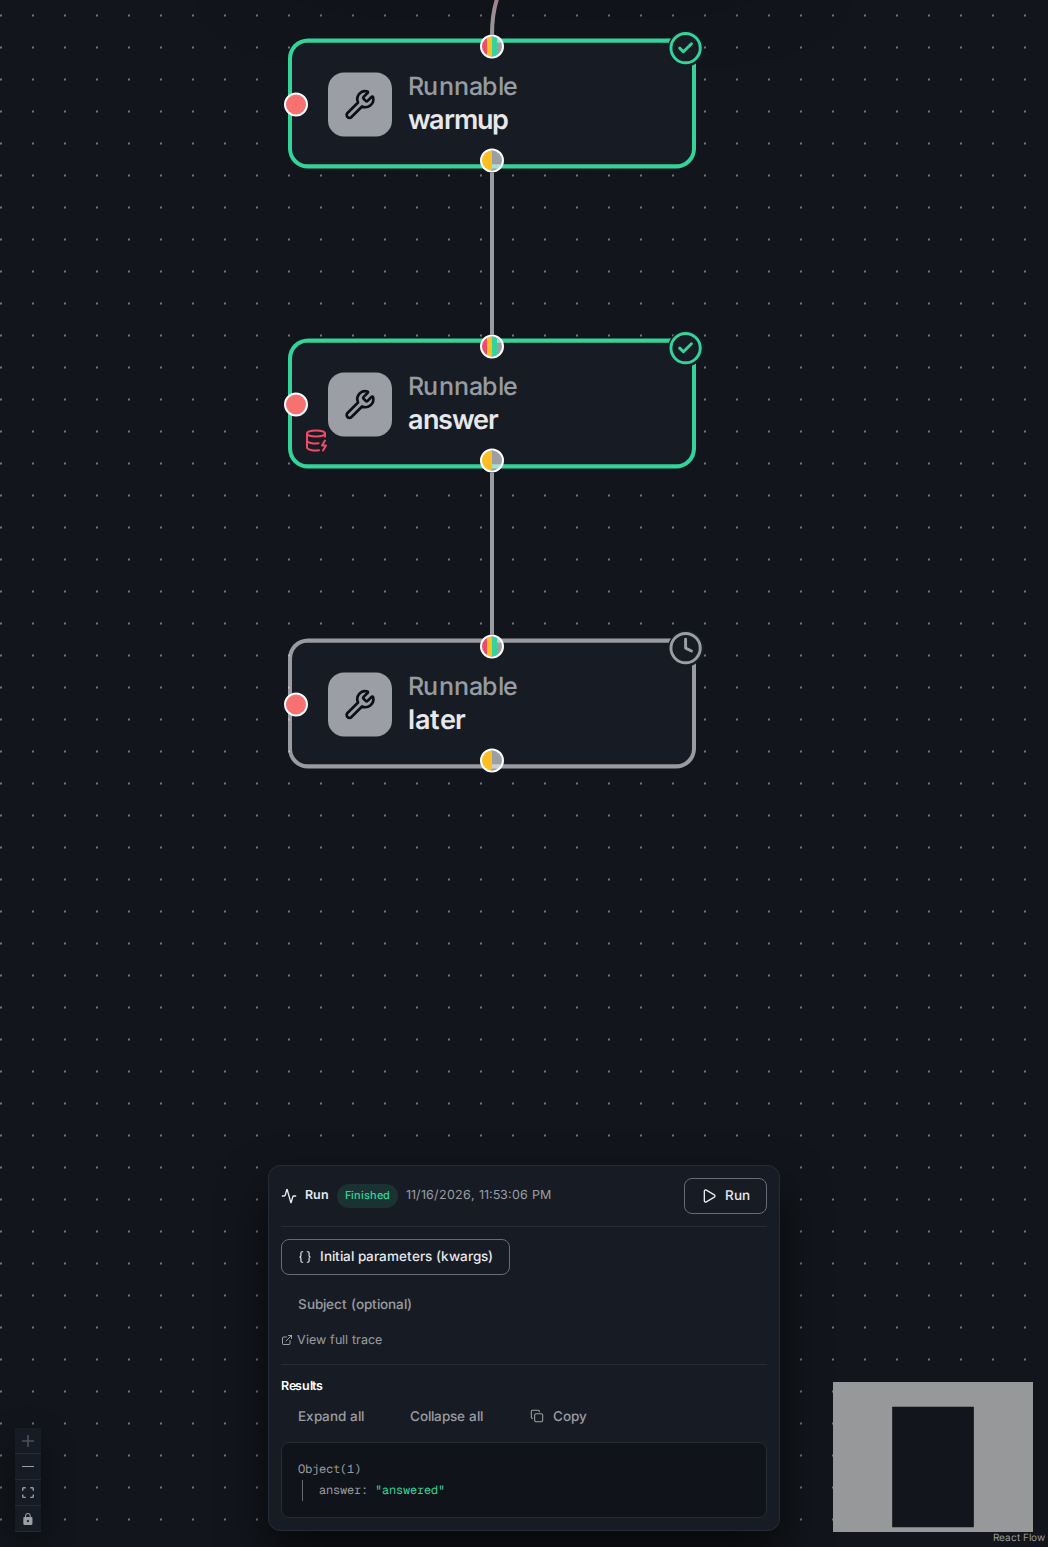 Runnable
warmup
Runnable
answer
Runnable
later
Run Finished 11/16/2026, 11:53:06 PM Run
Initial parameters (kwargs)
Subject (optional)
View full trace
Results
Expand all Collapse all Copy
Object(1)
answer: "answered"
React Flow